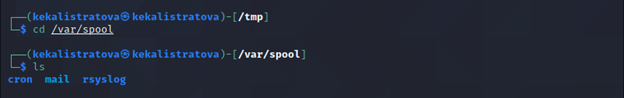 ┌──(kekalistratova㉿kekalistratova)-[/tmp]
└─$ cd /var/spool
┌──(kekalistratova㉿kekalistratova)-[/var/spool]
└─$ ls
cron  mail  rsyslog